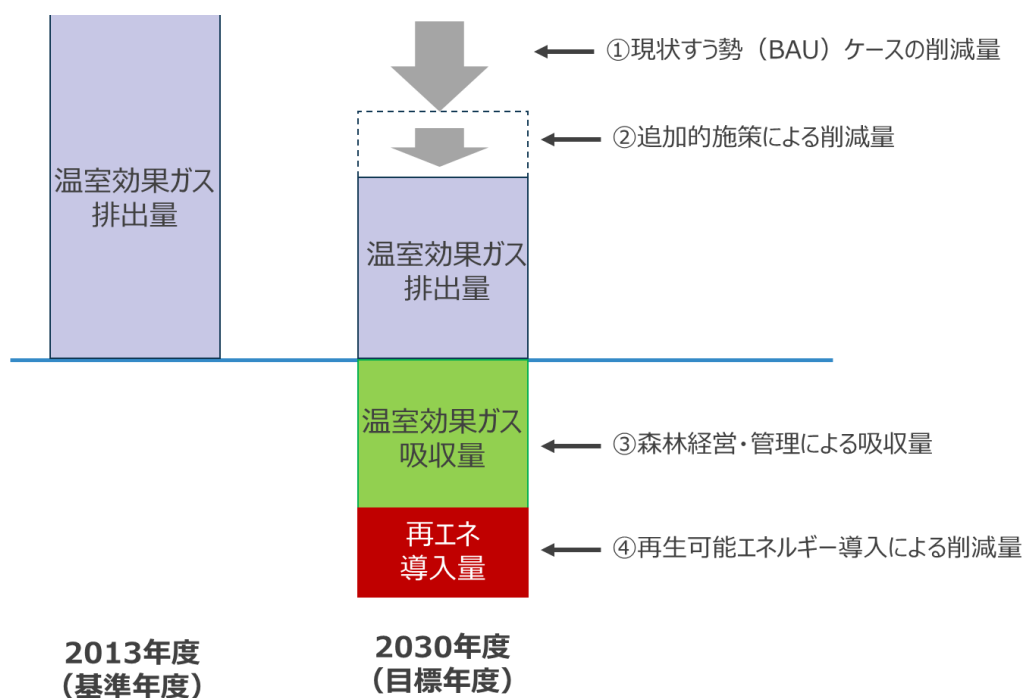 ①現状すう勢（BAU）ケースの削減量
②追加的施策による削減量
温室効果ガス
排出量
温室効果ガス
排出量
温室効果ガス
吸収量
③森林経営・管理による吸収量
再エネ
導入量
④再生可能エネルギー導入による削減量
2013年度
（基準年度）
2030年度
（目標年度）